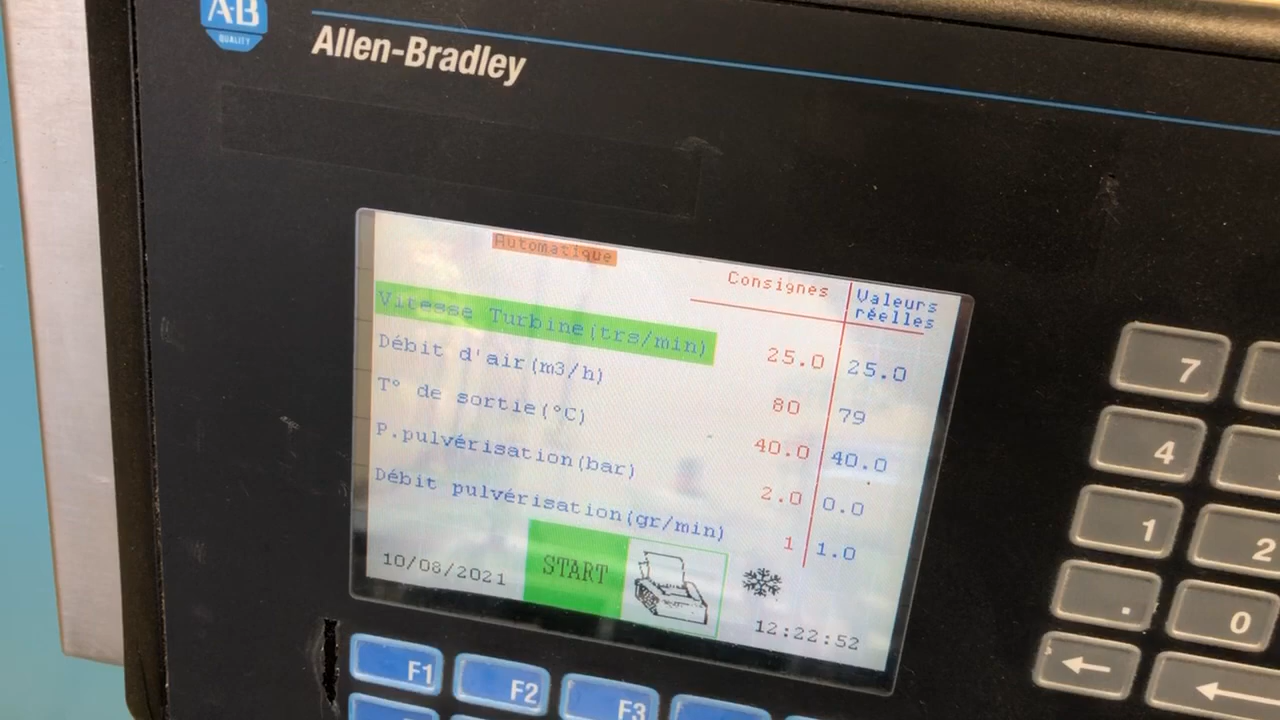 A-B
QUALITY
Allen-Bradley
Automatique
Consignes
Valeurs
réelles
Vitesse Turbine(trs/min) 25.0 25.0
Débit d'air(m3/h) 80 79
T° de sortie(°C) 40.0 40.0
P.pulvérisation(bar) 2.0 0.0
Débit pulvérisation(gr/min) 1 1.0
10/08/2021
START
12:22:52
7
4
1 2
. 0
F1 F2 F3